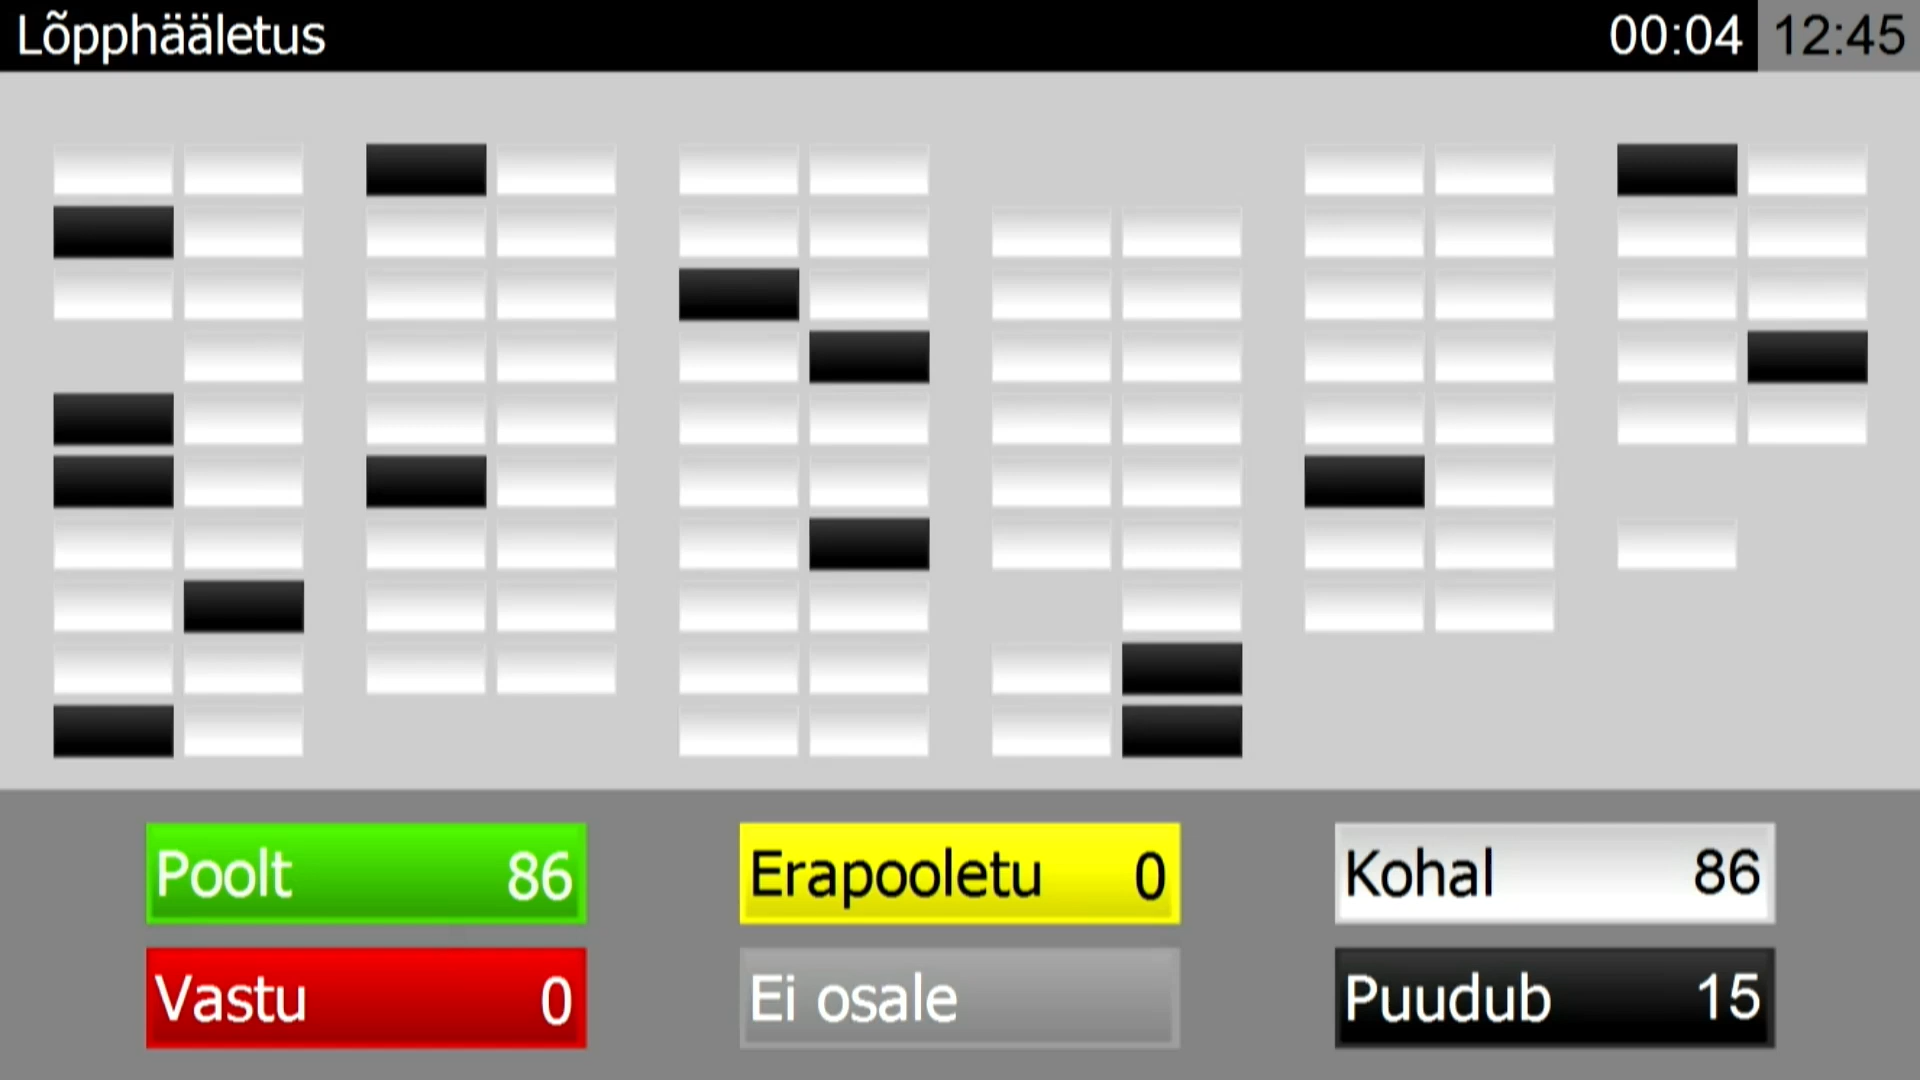 Lõpphääletus 00:04 12:45
Poolt 86 Erapooletu 0 Kohal 86
Vastu 0 Ei osale Puudub 15